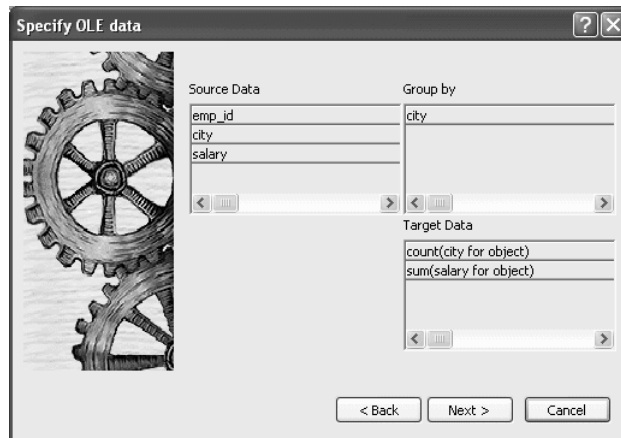 Specify OLE data
Source Data
emp_id
city
salary
Group by
city
Target Data
count(city for object)
sum(salary for object)
< Back
Next >
Cancel